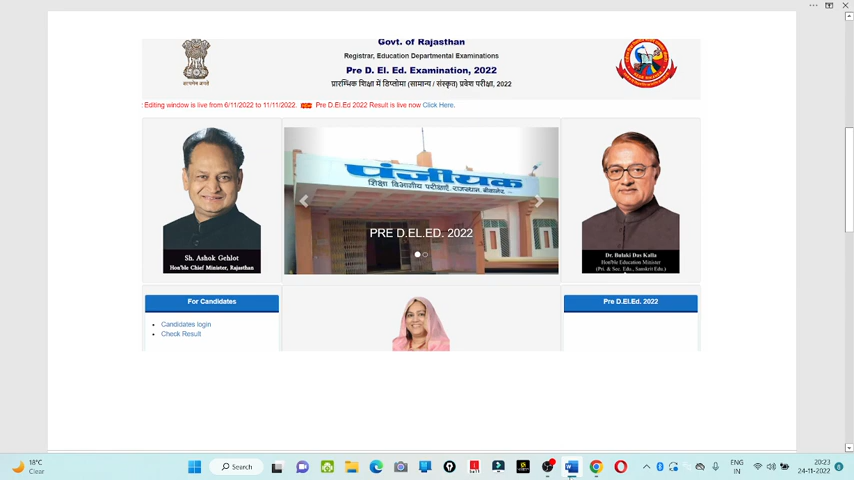 Govt. of Rajasthan
Registrar, Education Departmental Examinations
Pre D. El. Ed. Examination, 2022
प्रारम्भिक शिक्षा में डिप्लोमा (सामान्य / संस्कृत) प्रवेश परीक्षा, 2022
सत्यमेव जयते
: Editing window is live from 6/11/2022 to 11/11/2022. Pre D.El.Ed 2022 Result is live now Click Here.
पंजीयक
शिक्षा विभागीय परीक्षाएँ, राजस्थान, बीकानेर
PRE D.EL.ED. 2022
Sh. Ashok Gehlot
Hon'ble Chief Minister, Rajasthan
Dr. Bulaki Das Kalla
Hon'ble Education Minister
(Pri. & Sec. Edu., Sanskrit Edu.)
For Candidates
Pre D.El.Ed. 2022
Candidates login
Check Result
18°C
Clear
Search
ENG
IN
20:23
24-11-2022